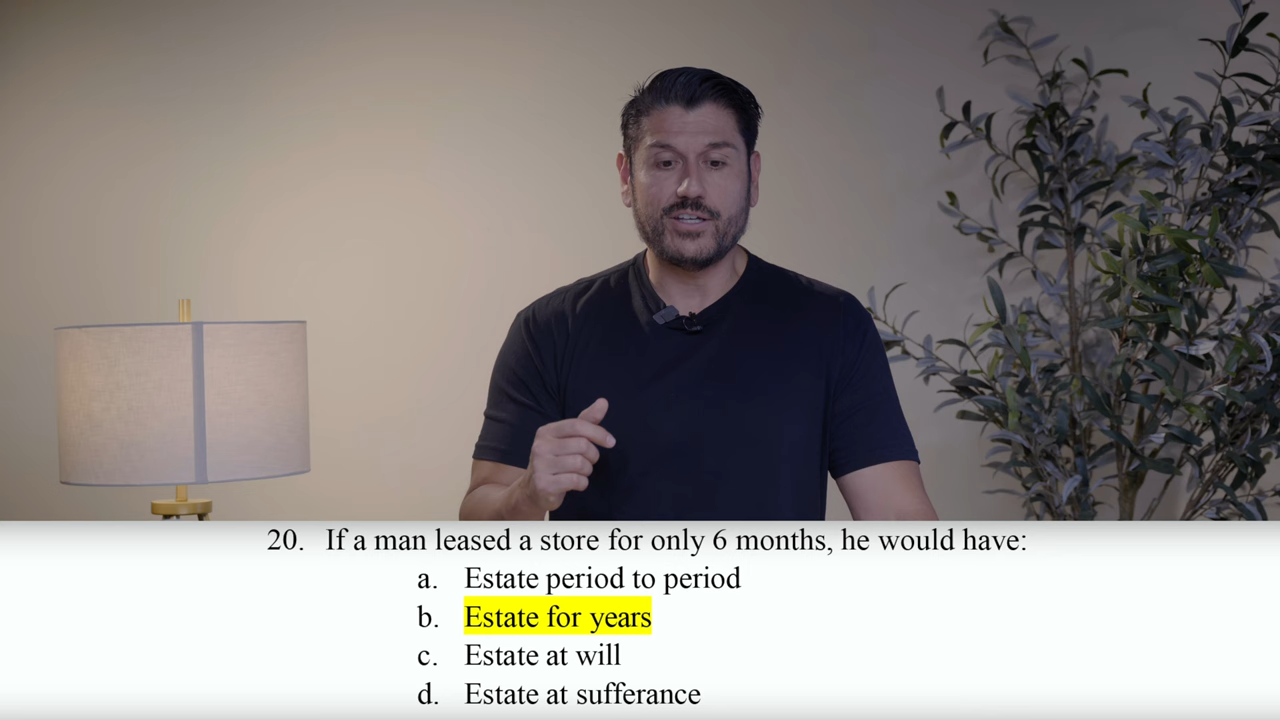 20. If a man leased a store for only 6 months, he would have:
a. Estate period to period
b. Estate for years
c. Estate at will
d. Estate at sufferance